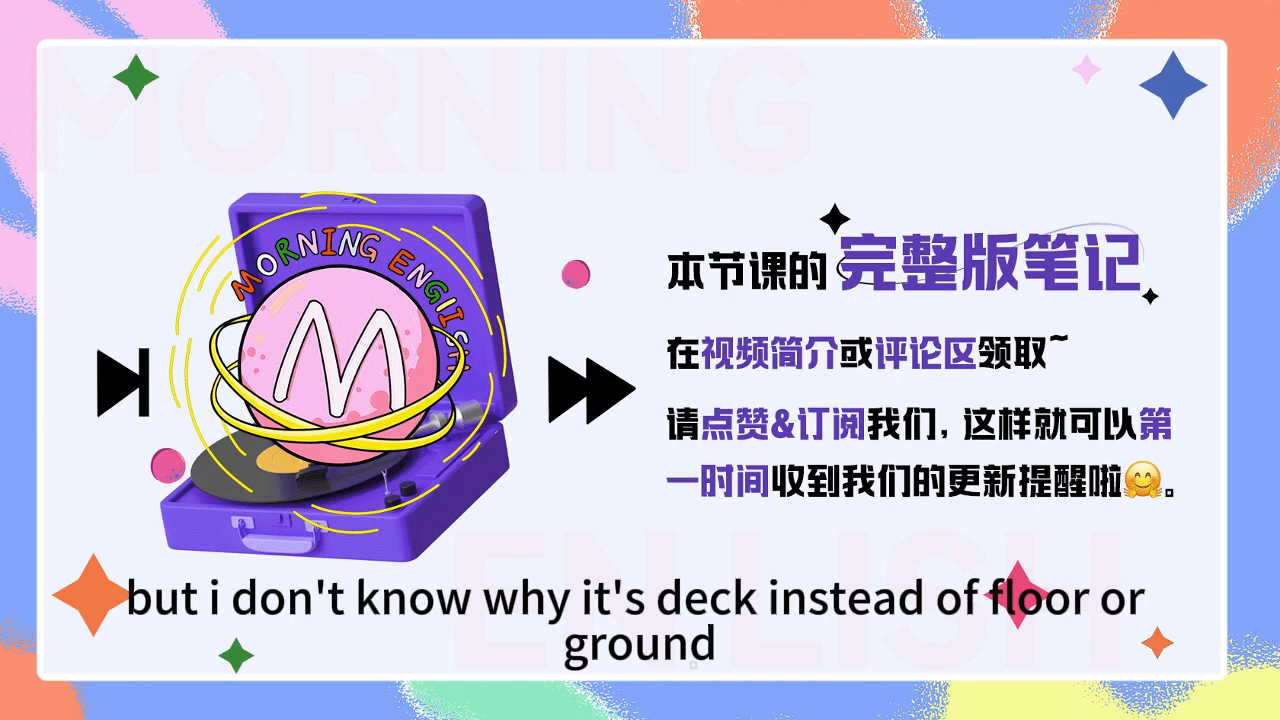 MORNING
MORNING ENGLISH
M
本节课的完整版笔记
在视频简介或评论区领取~
请点赞&订阅我们，这样就可以第
一时间收到我们的更新提醒啦🤗。
but i don't know why it's deck instead of floor or
ground